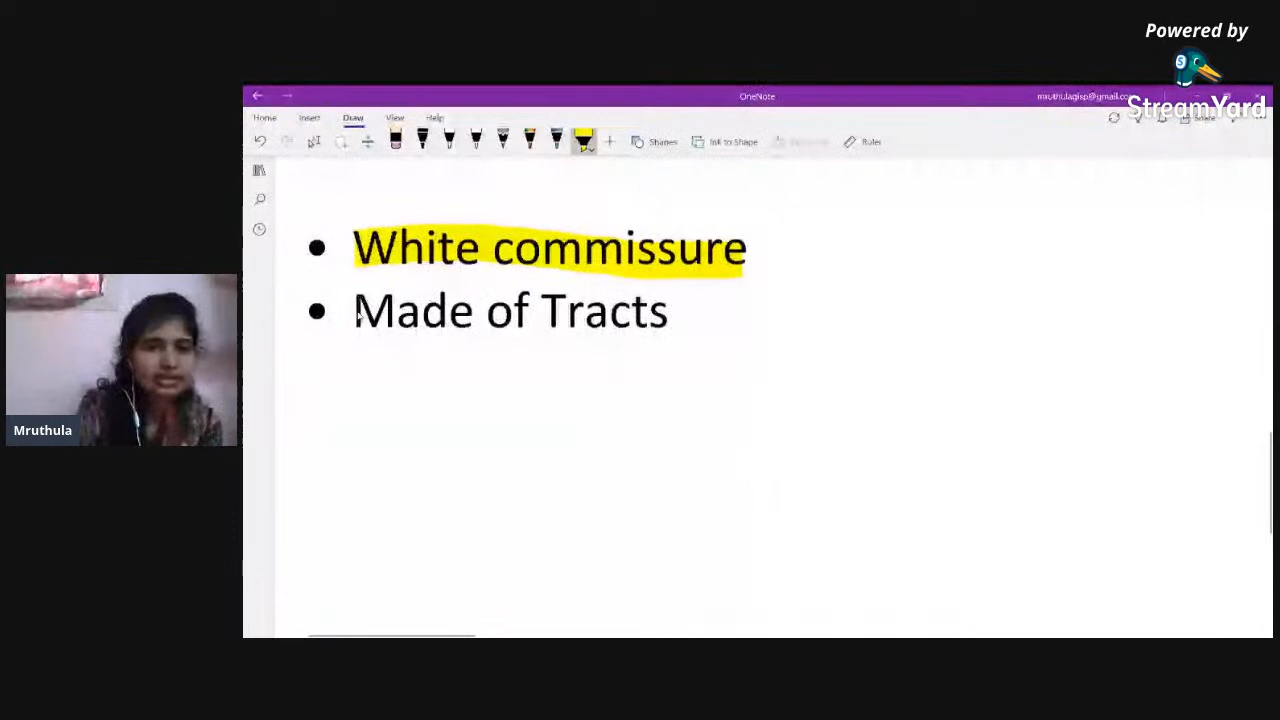 Powered by
StreamYard
OneNote
Home Insert Draw View Help
Shapes Ink to Shape Ruler
• White commissure
• Made of Tracts
Mruthula